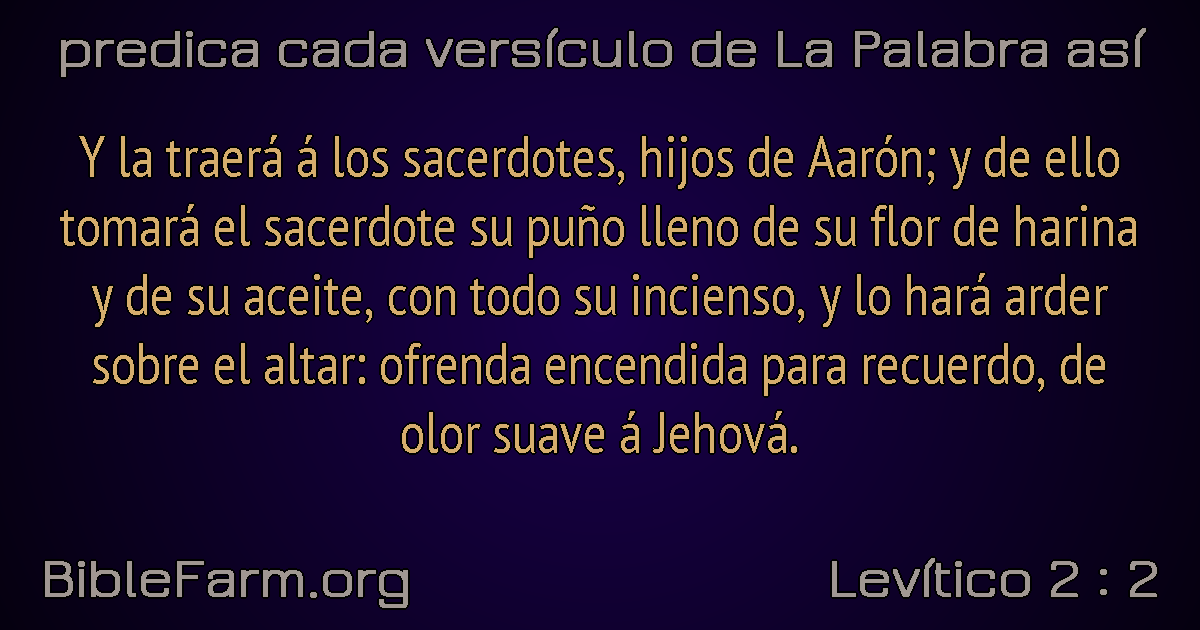 predica cada versículo de La Palabra así
Y la traerá á los sacerdotes, hijos de Aarón; y de ello
tomará el sacerdote su puño lleno de su flor de harina
y de su aceite, con todo su incienso, y lo hará arder
sobre el altar: ofrenda encendida para recuerdo, de
olor suave á Jehová.
BibleFarm.org
Levítico 2 : 2